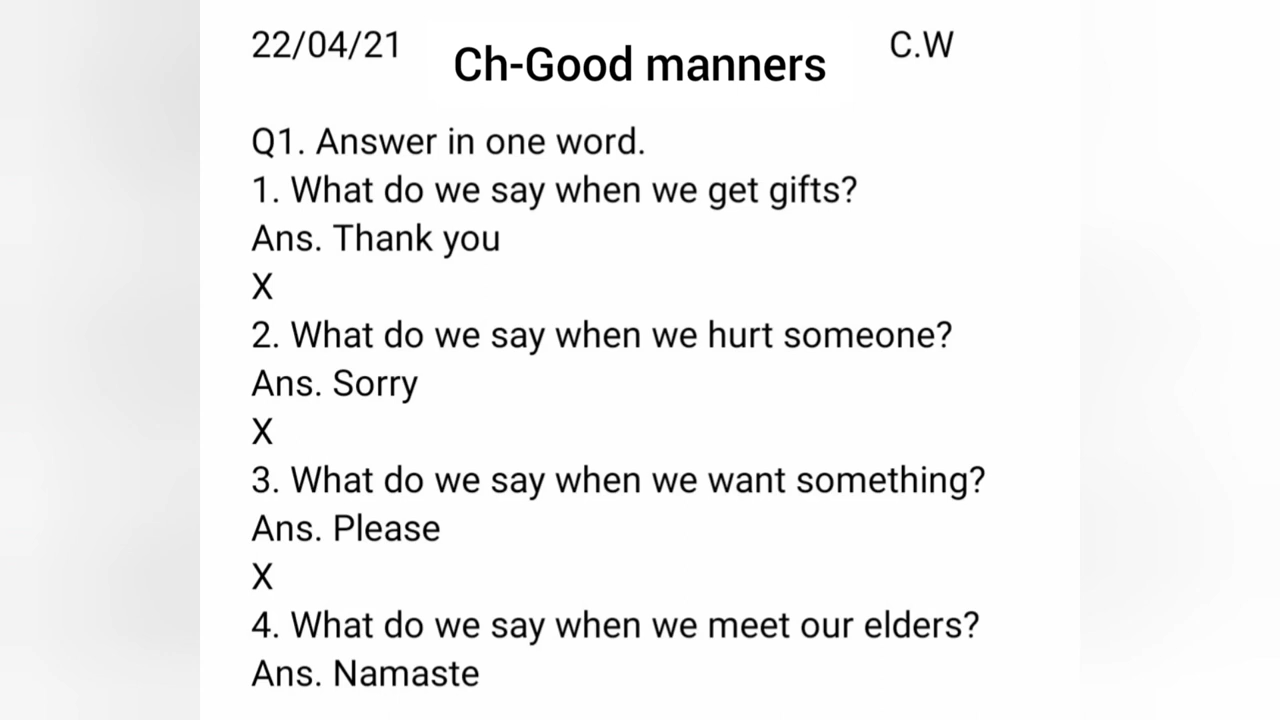 22/04/21 Ch-Good manners C.W
Q1. Answer in one word.
1. What do we say when we get gifts?
Ans. Thank you
X
2. What do we say when we hurt someone?
Ans. Sorry
X
3. What do we say when we want something?
Ans. Please
X
4. What do we say when we meet our elders?
Ans. Namaste